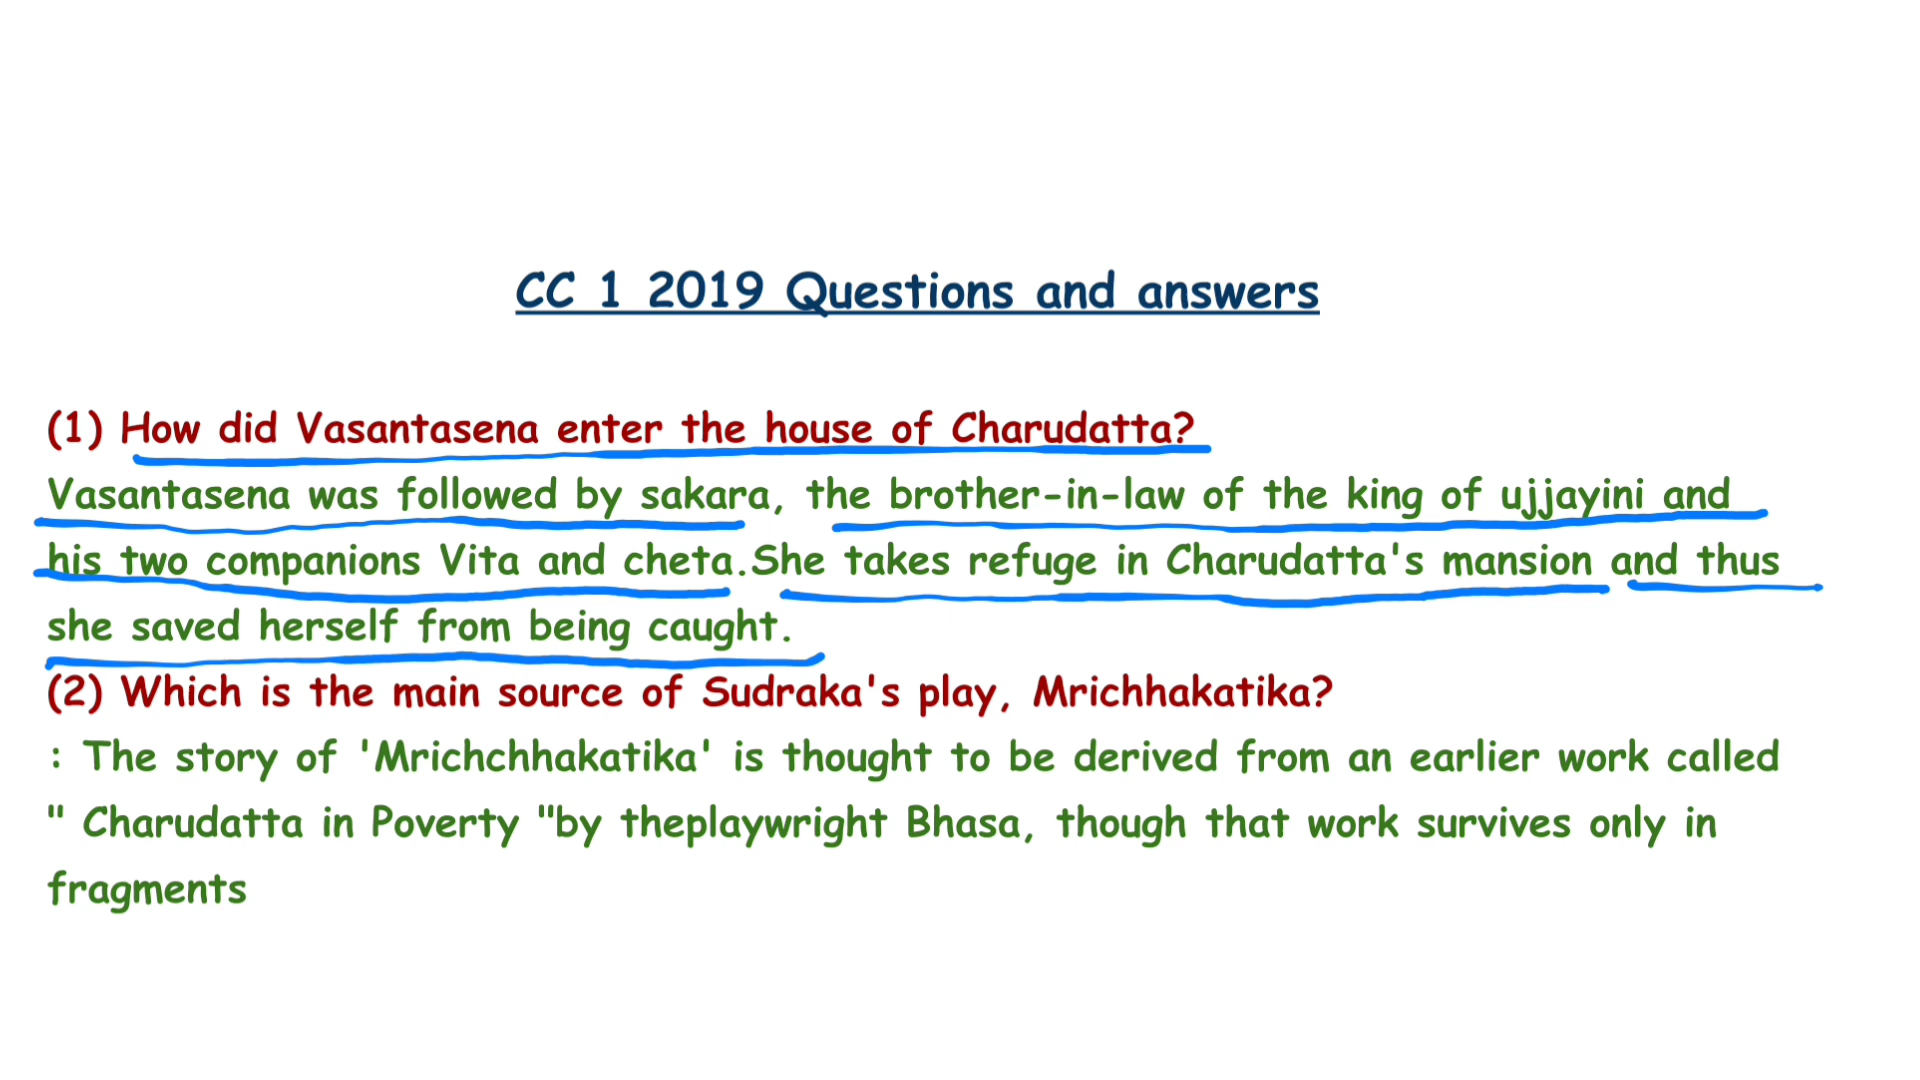 CC 1 2019 Questions and answers
(1) How did Vasantasena enter the house of Charudatta?
Vasantasena was followed by sakara, the brother-in-law of the king of ujjayini and
his two companions Vita and cheta.She takes refuge in Charudatta's mansion and thus
she saved herself from being caught.
(2) Which is the main source of Sudraka's play, Mrichhakatika?
: The story of 'Mrichchhakatika' is thought to be derived from an earlier work called
" Charudatta in Poverty "by theplaywright Bhasa, though that work survives only in
fragments